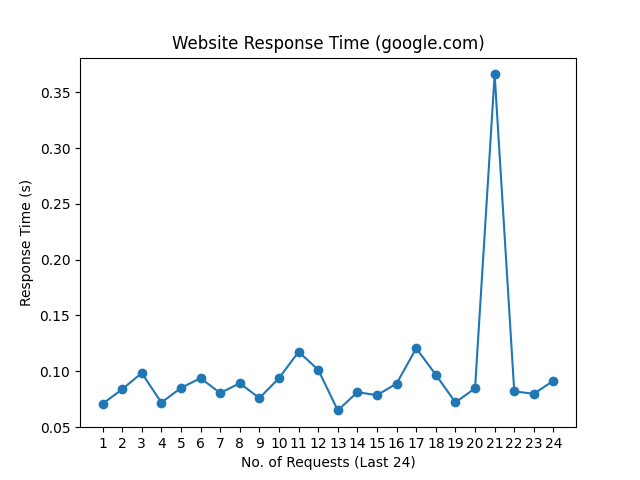 Website Response Time (google.com)
0.35
0.30
0.25
0.20
0.15
0.10
0.05
Response Time (s)
1 2 3 4 5 6 7 8 9 10 11 12 13 14 15 16 17 18 19 20 21 22 23 24
No. of Requests (Last 24)